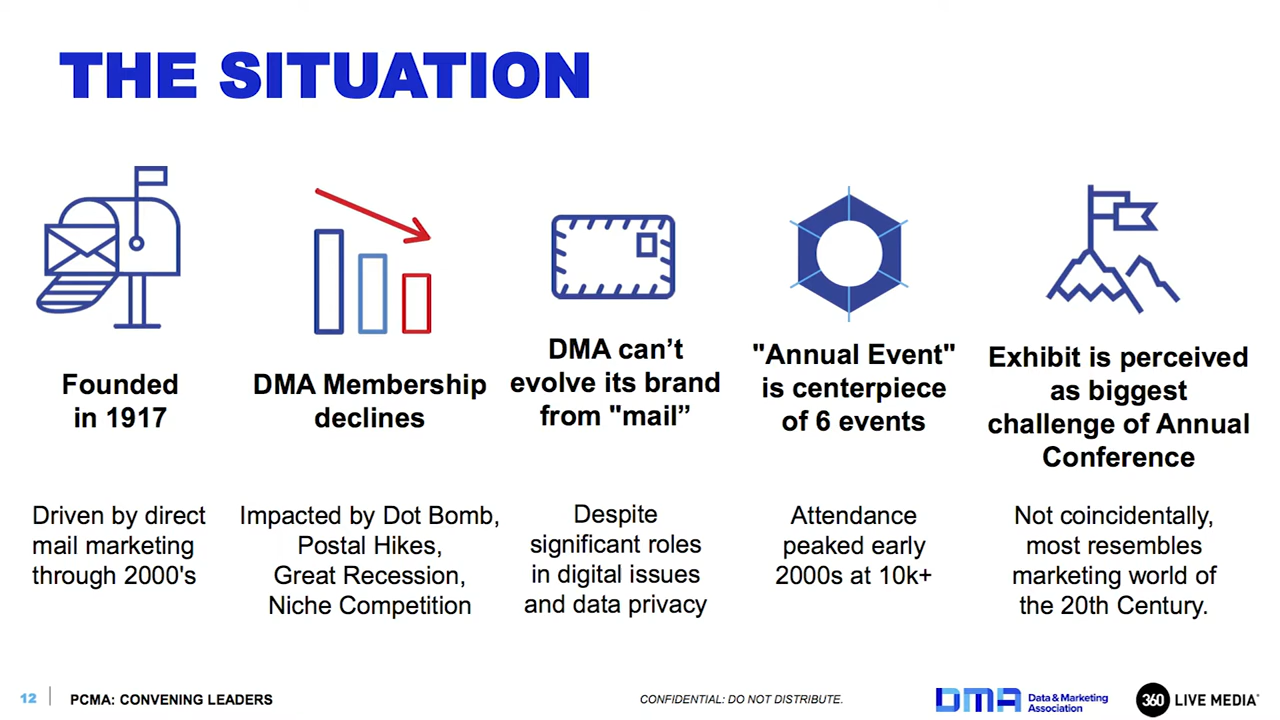 THE SITUATION
Founded
in 1917
Driven by direct
mail marketing
through 2000's
DMA Membership
declines
Impacted by Dot Bomb,
Postal Hikes,
Great Recession,
Niche Competition
DMA can’t
evolve its brand
from "mail”
Despite
significant roles
in digital issues
and data privacy
"Annual Event"
is centerpiece
of 6 events
Attendance
peaked early
2000s at 10k+
Exhibit is perceived
as biggest
challenge of Annual
Conference
Not coincidentally,
most resembles
marketing world of
the 20th Century.
12
PCMA: CONVENING LEADERS
CONFIDENTIAL: DO NOT DISTRIBUTE.
DMA
Data & Marketing
Association
360 LIVE MEDIA